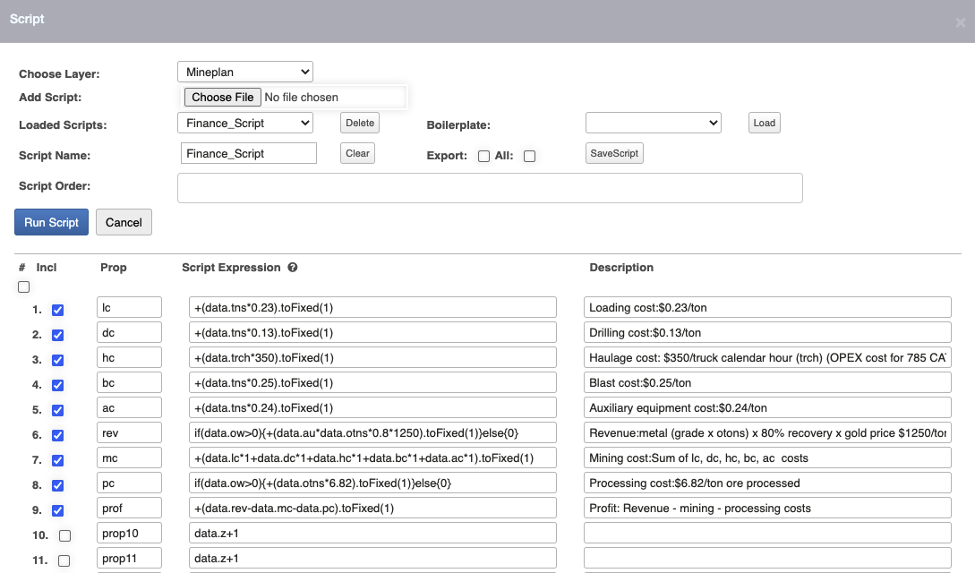 Script
×
Choose Layer: Mineplan
Add Script: Choose File No file chosen
Loaded Scripts: Finance_Script Delete Boilerplate: Load
Script Name: Finance_Script Clear Export: All: SaveScript
Script Order:
Run Script Cancel
# Incl Prop Script Expression ? Description
1. lc +(data.tns*0.23).toFixed(1) Loading cost:$0.23/ton
2. dc +(data.tns*0.13).toFixed(1) Drilling cost:$0.13/ton
3. hc +(data.trch*350).toFixed(1) Haulage cost: $350/truck calendar hour (trch) (OPEX cost for 785 CA
4. bc +(data.tns*0.25).toFixed(1) Blast cost:$0.25/ton
5. ac +(data.tns*0.24).toFixed(1) Auxiliary equipment cost:$0.24/ton
6. rev if(data.ow>0){+(data.au*data.otns*0.8*1250).toFixed(1)}else{0} Revenue:metal (grade x otons) x 80% recovery x gold price $1250/to
7. mc +(data.lc*1+data.dc*1+data.hc*1+data.bc*1+data.ac*1).toFixed(1) Mining cost:Sum of lc, dc, hc, bc, ac costs
8. pc if(data.ow>0){+(data.otns*6.82).toFixed(1)}else{0} Processing cost:$6.82/ton ore processed
9. prof +(data.rev-data.mc-data.pc).toFixed(1) Profit: Revenue - mining - processing costs
10. prop10 data.z+1
11. prop11 data.z+1